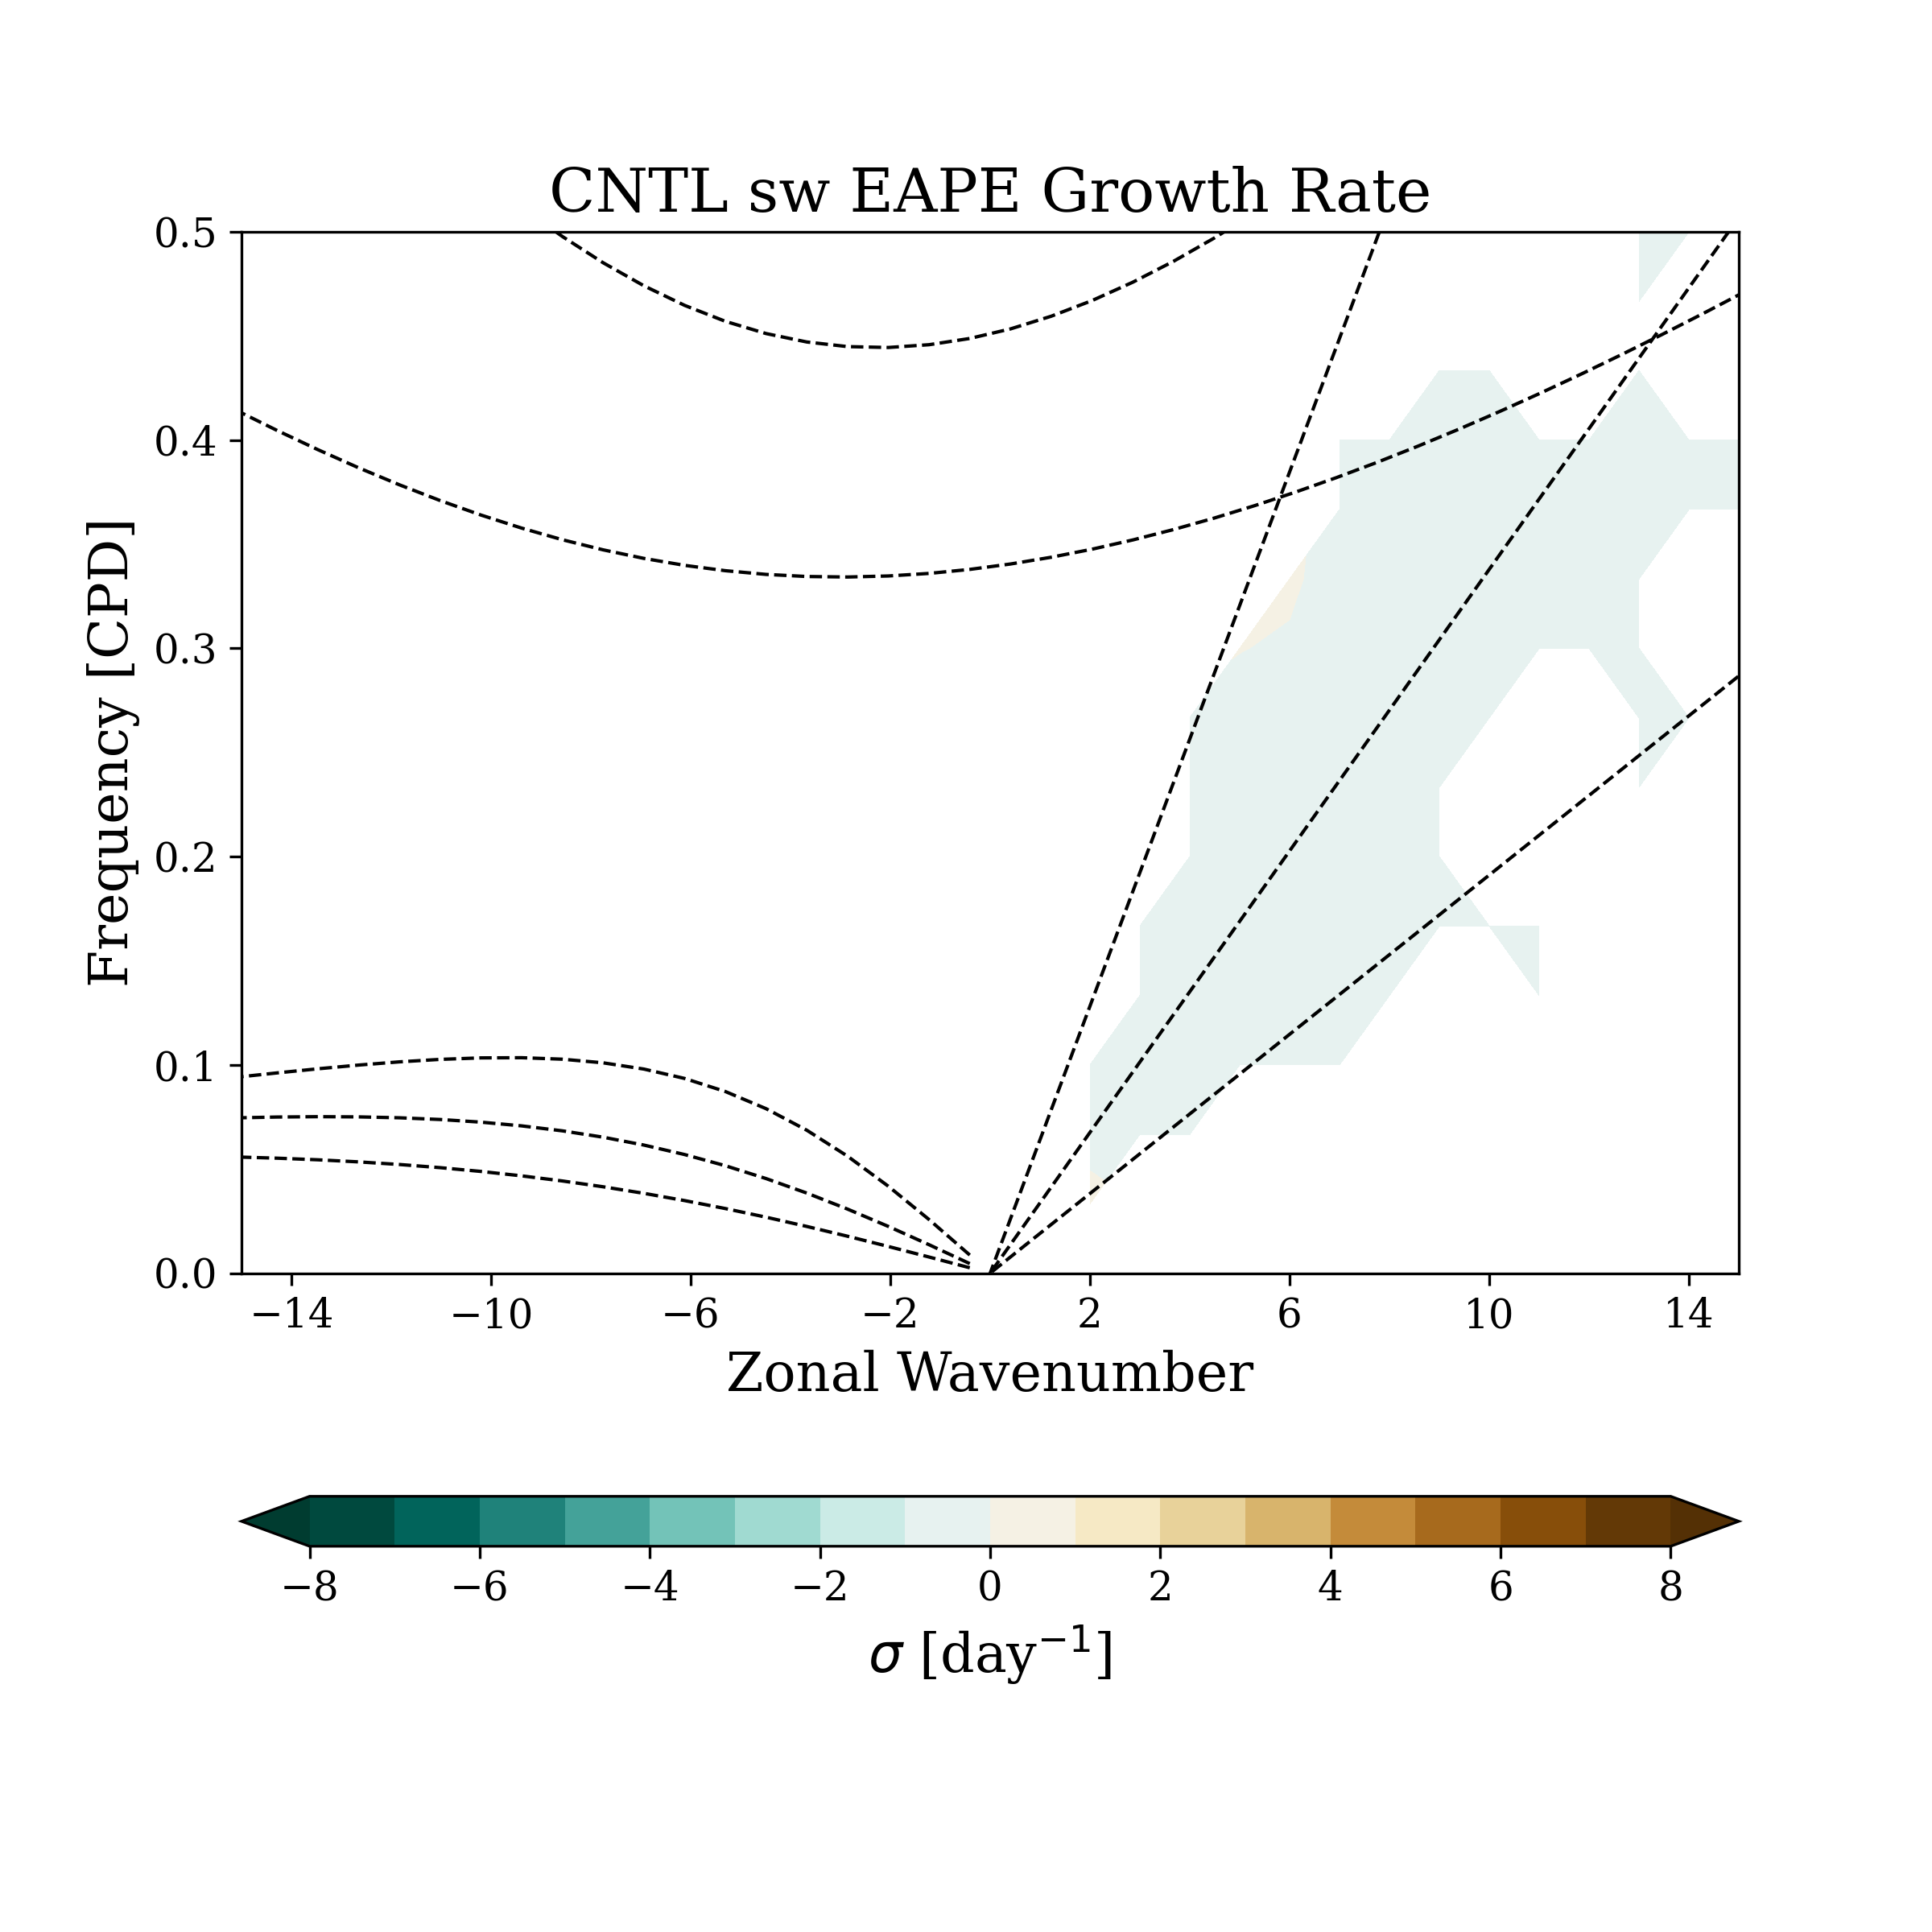 CNTL sw EAPE Growth Rate
0.5
0.4
0.3
0.2
0.1
0.0
Frequency [CPD]
−14 −10 −6 −2 2 6 10 14
Zonal Wavenumber
−8 −6 −4 −2 0 2 4 6 8
σ [day⁻¹]